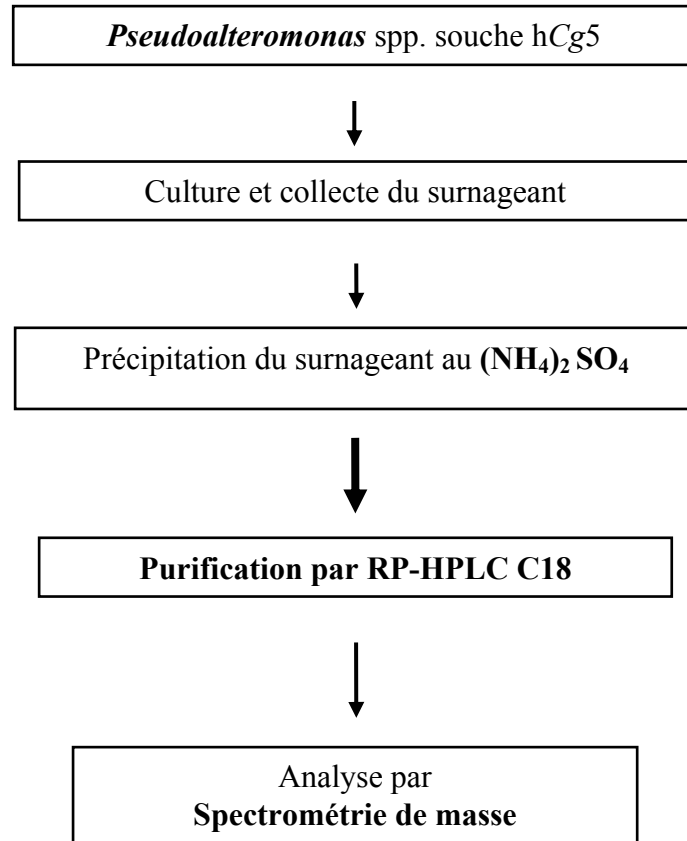 Pseudoalteromonas spp. souche hCg5
Culture et collecte du surnageant
Précipitation du surnageant au (NH₄)₂ SO₄
Purification par RP-HPLC C18
Analyse par
Spectrométrie de masse